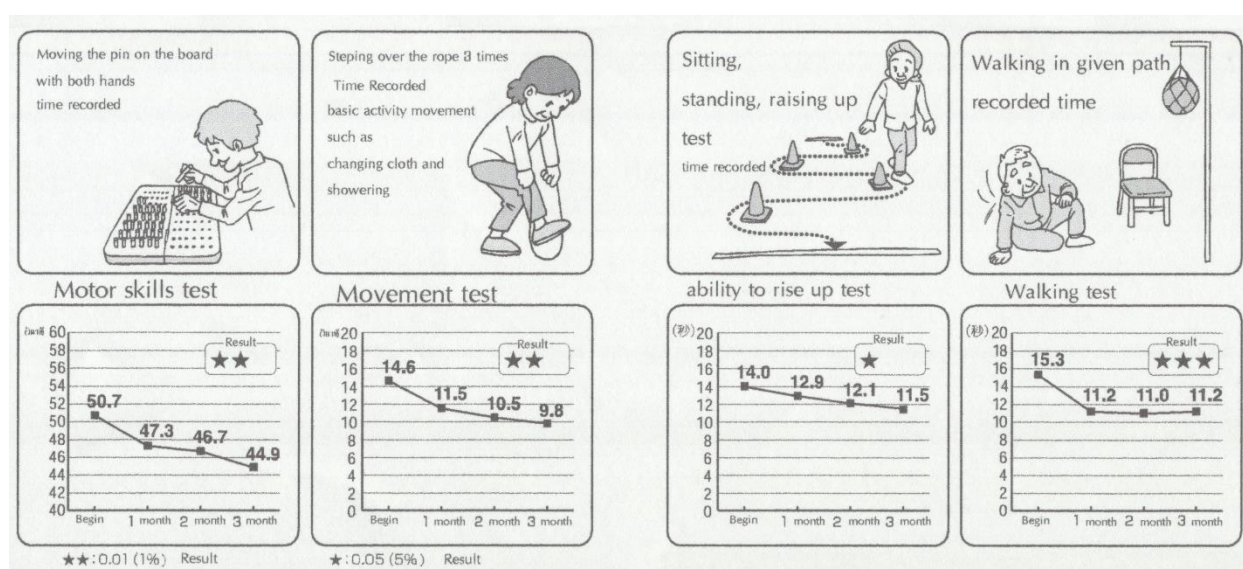 Moving the pin on the board
with both hands
time recorded
Steping over the rope 3 times
Time Recorded
basic activity movement
such as
changing cloth and
showering
Sitting,
standing, raising up
test
time recorded
Walking in given path
recorded time
Motor skills test
Movement test
ability to rise up test
Walking test
60
58
56
54
52
50
48
46
44
42
40
Result
★★
50.7
47.3
46.7
44.9
Begin
1 month
2 month
3 month
20
18
16
14
12
10
8
6
4
2
0
Result
★★
14.6
11.5
10.5
9.8
Begin
1 month
2 month
3 month
(秒) 20
18
16
14
12
10
8
6
4
2
0
Result
★
14.0
12.9
12.1
11.5
Begin
1 month
2 month
3 month
(秒) 20
18
16
14
12
10
8
6
4
2
0
Result
★★★
15.3
11.2
11.0
11.2
Begin
1 month
2 month
3 month
★★:0.01 (1%) Result
★:0.05 (5%) Result